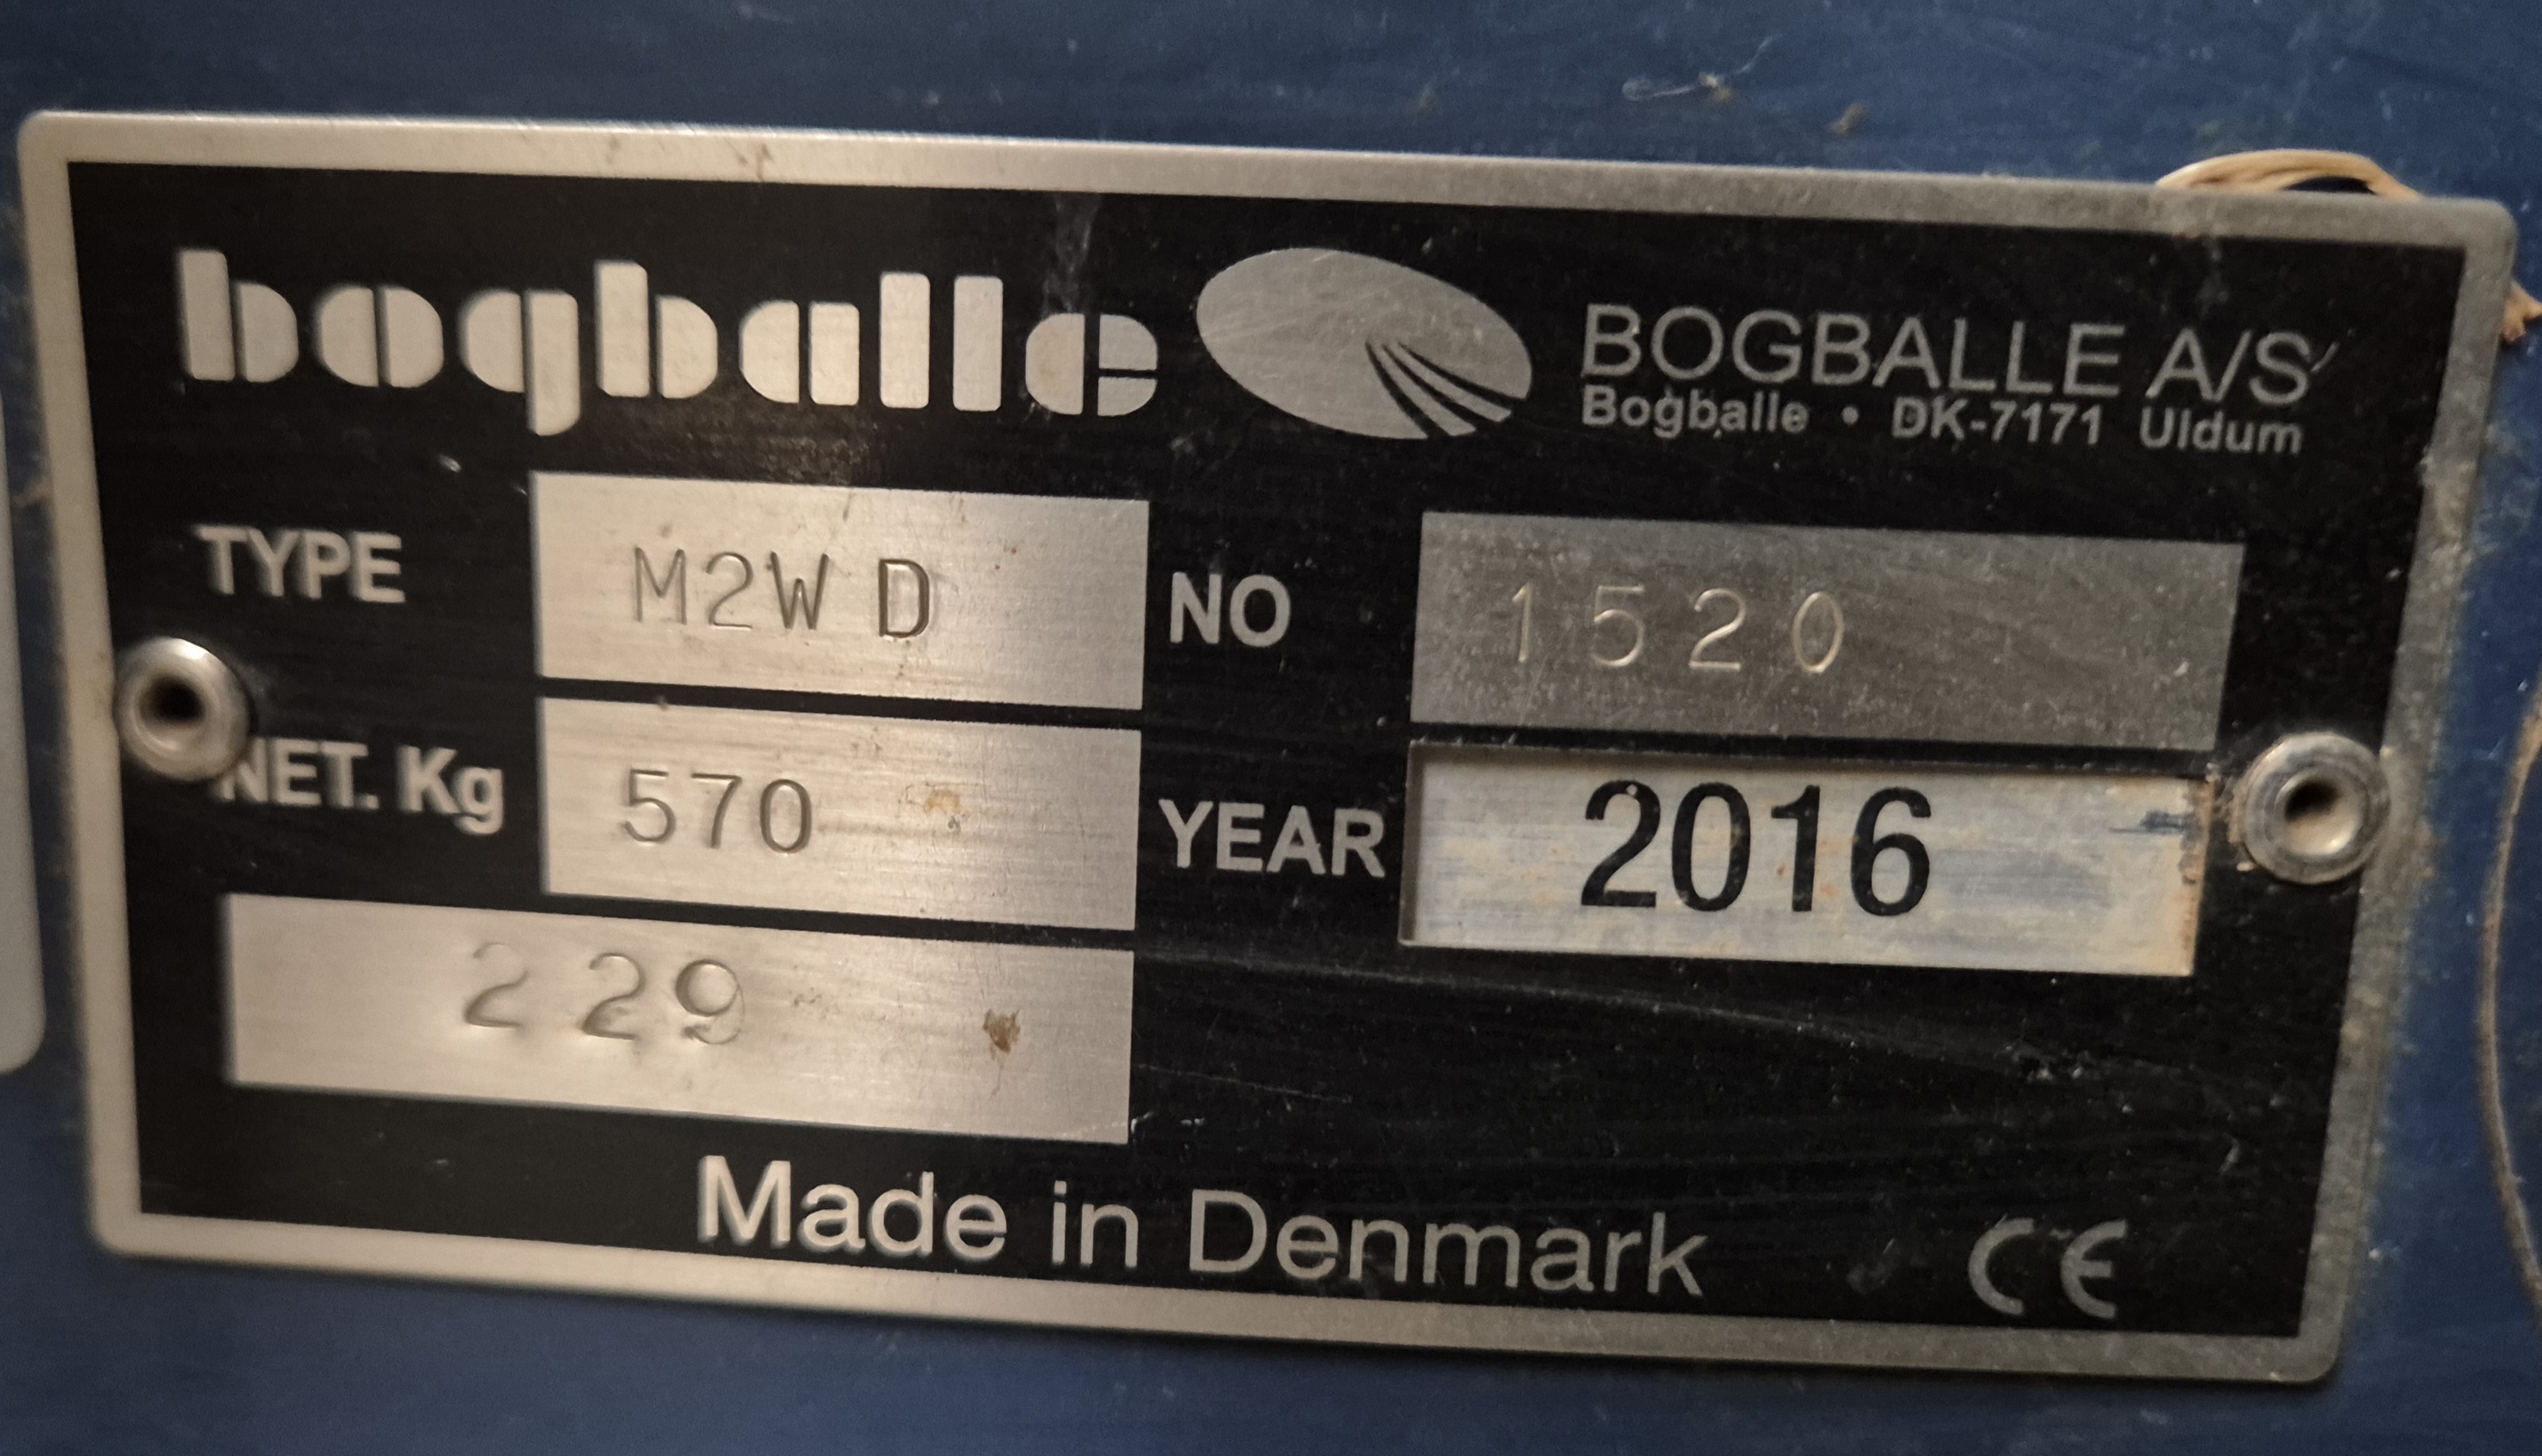 bogballe BOGBALLE A/S
Bogballe • DK-7171 Uldum
TYPE M2W D NO 1520
NET. Kg 570 YEAR 2016
229
Made in Denmark CE